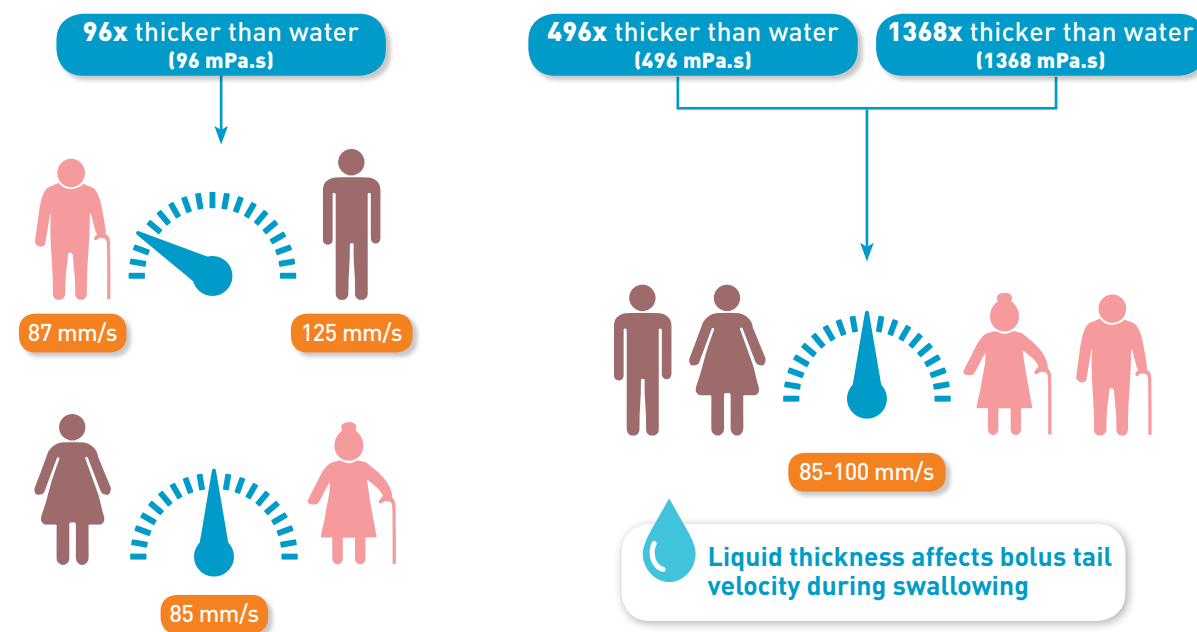 96x thicker than water
(96 mPa.s)
496x thicker than water
(496 mPa.s)
1368x thicker than water
(1368 mPa.s)
87 mm/s
125 mm/s
85 mm/s
85-100 mm/s
Liquid thickness affects bolus tail
velocity during swallowing